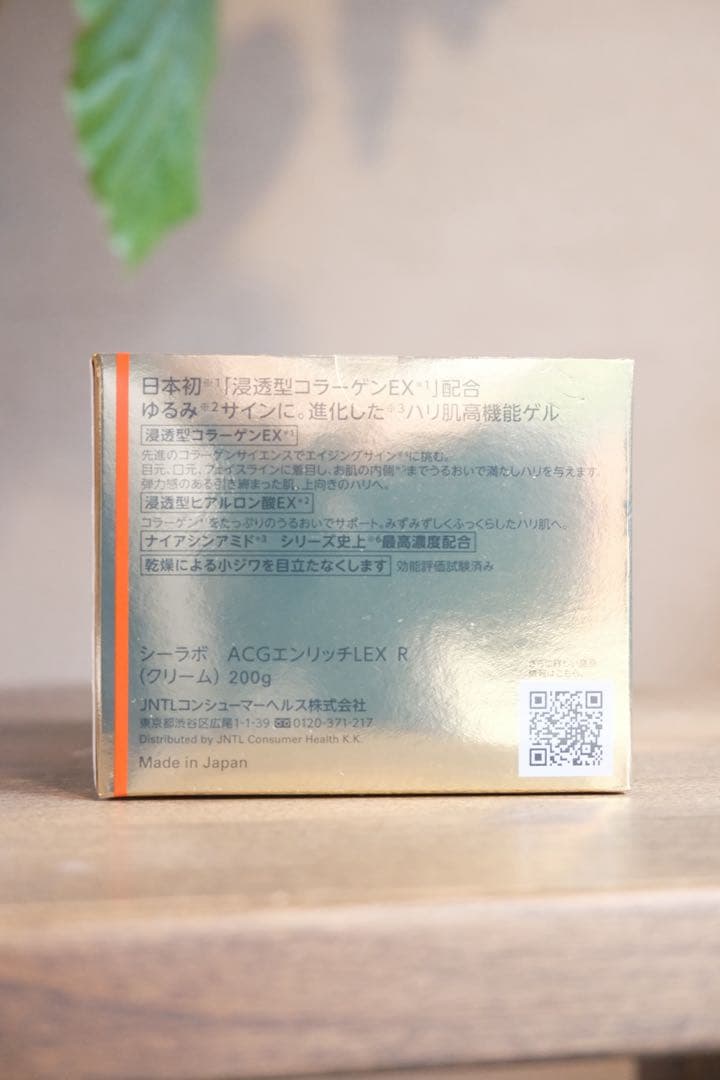 日本初※1「浸透型コラーゲンEX※1」配合
ゆるみ※2サインに。進化した※3ハリ肌高機能ゲル
浸透型コラーゲンEX※1
先進のコラーゲンサイエンスでエイジングサイン※4に挑む。
目元、口元、フェイスラインに着目し、お肌の内側※5までうるおいで満たしハリを与えます。
弾力感のある引き締まった肌、上向きのハリへ。
浸透型ヒアルロン酸EX※2
コラーゲン※1をたっぷりのうるおいでサポート。みずみずしくふっくらしたハリ肌へ。
ナイアシンアミド※3 シリーズ史上※6最高濃度配合
乾燥による小ジワを目立たなくします 効能評価試験済み
シーラボ ACGエンリッチLEX R
(クリーム) 200g
さらに詳しい商品
情報はこちら。
JNTLコンシューマーヘルス株式会社
東京都渋谷区広尾1-1-39 0120-371-217
Distributed by JNTL Consumer Health K.K.
Made in Japan